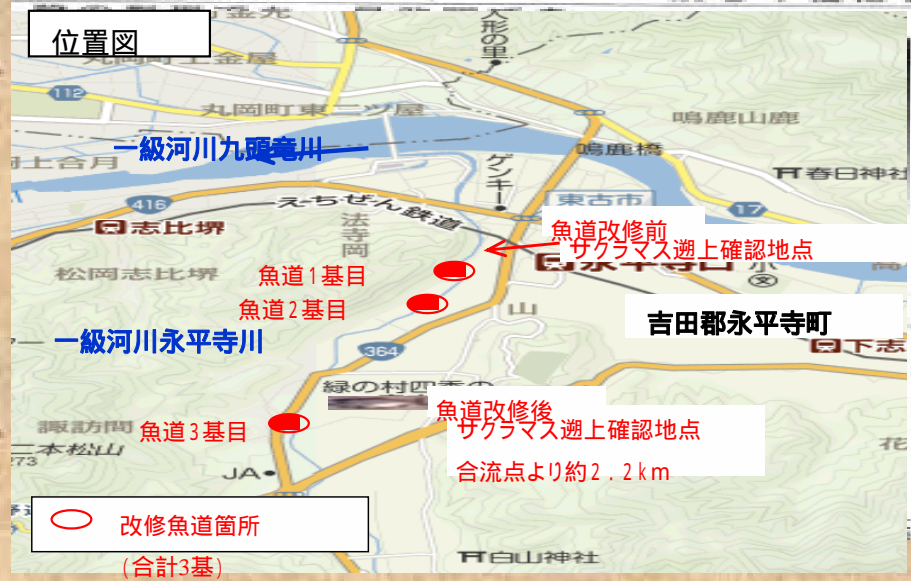 位置図
人形の里
112
丸岡町東二ツ屋
鳴鹿山鹿
一級河川九頭竜川
上合月
鳴鹿橋
春日神社
ゲンキー
416
えちぜん鉄道
東古市
17
志比堺
法寺岡
魚道改修前
サクラマス遡上確認地点
松岡志比堺
魚道1基目
永平寺口
小
文
魚道2基目
山
吉田郡永平寺町
一級河川永平寺川
364
下志
緑の村四季の
魚道改修後
サクラマス遡上確認地点
諏訪間
魚道3基目
二本松山
273
花
合流点より約2.2km
JA
改修魚道箇所
(合計3基)
白山神社